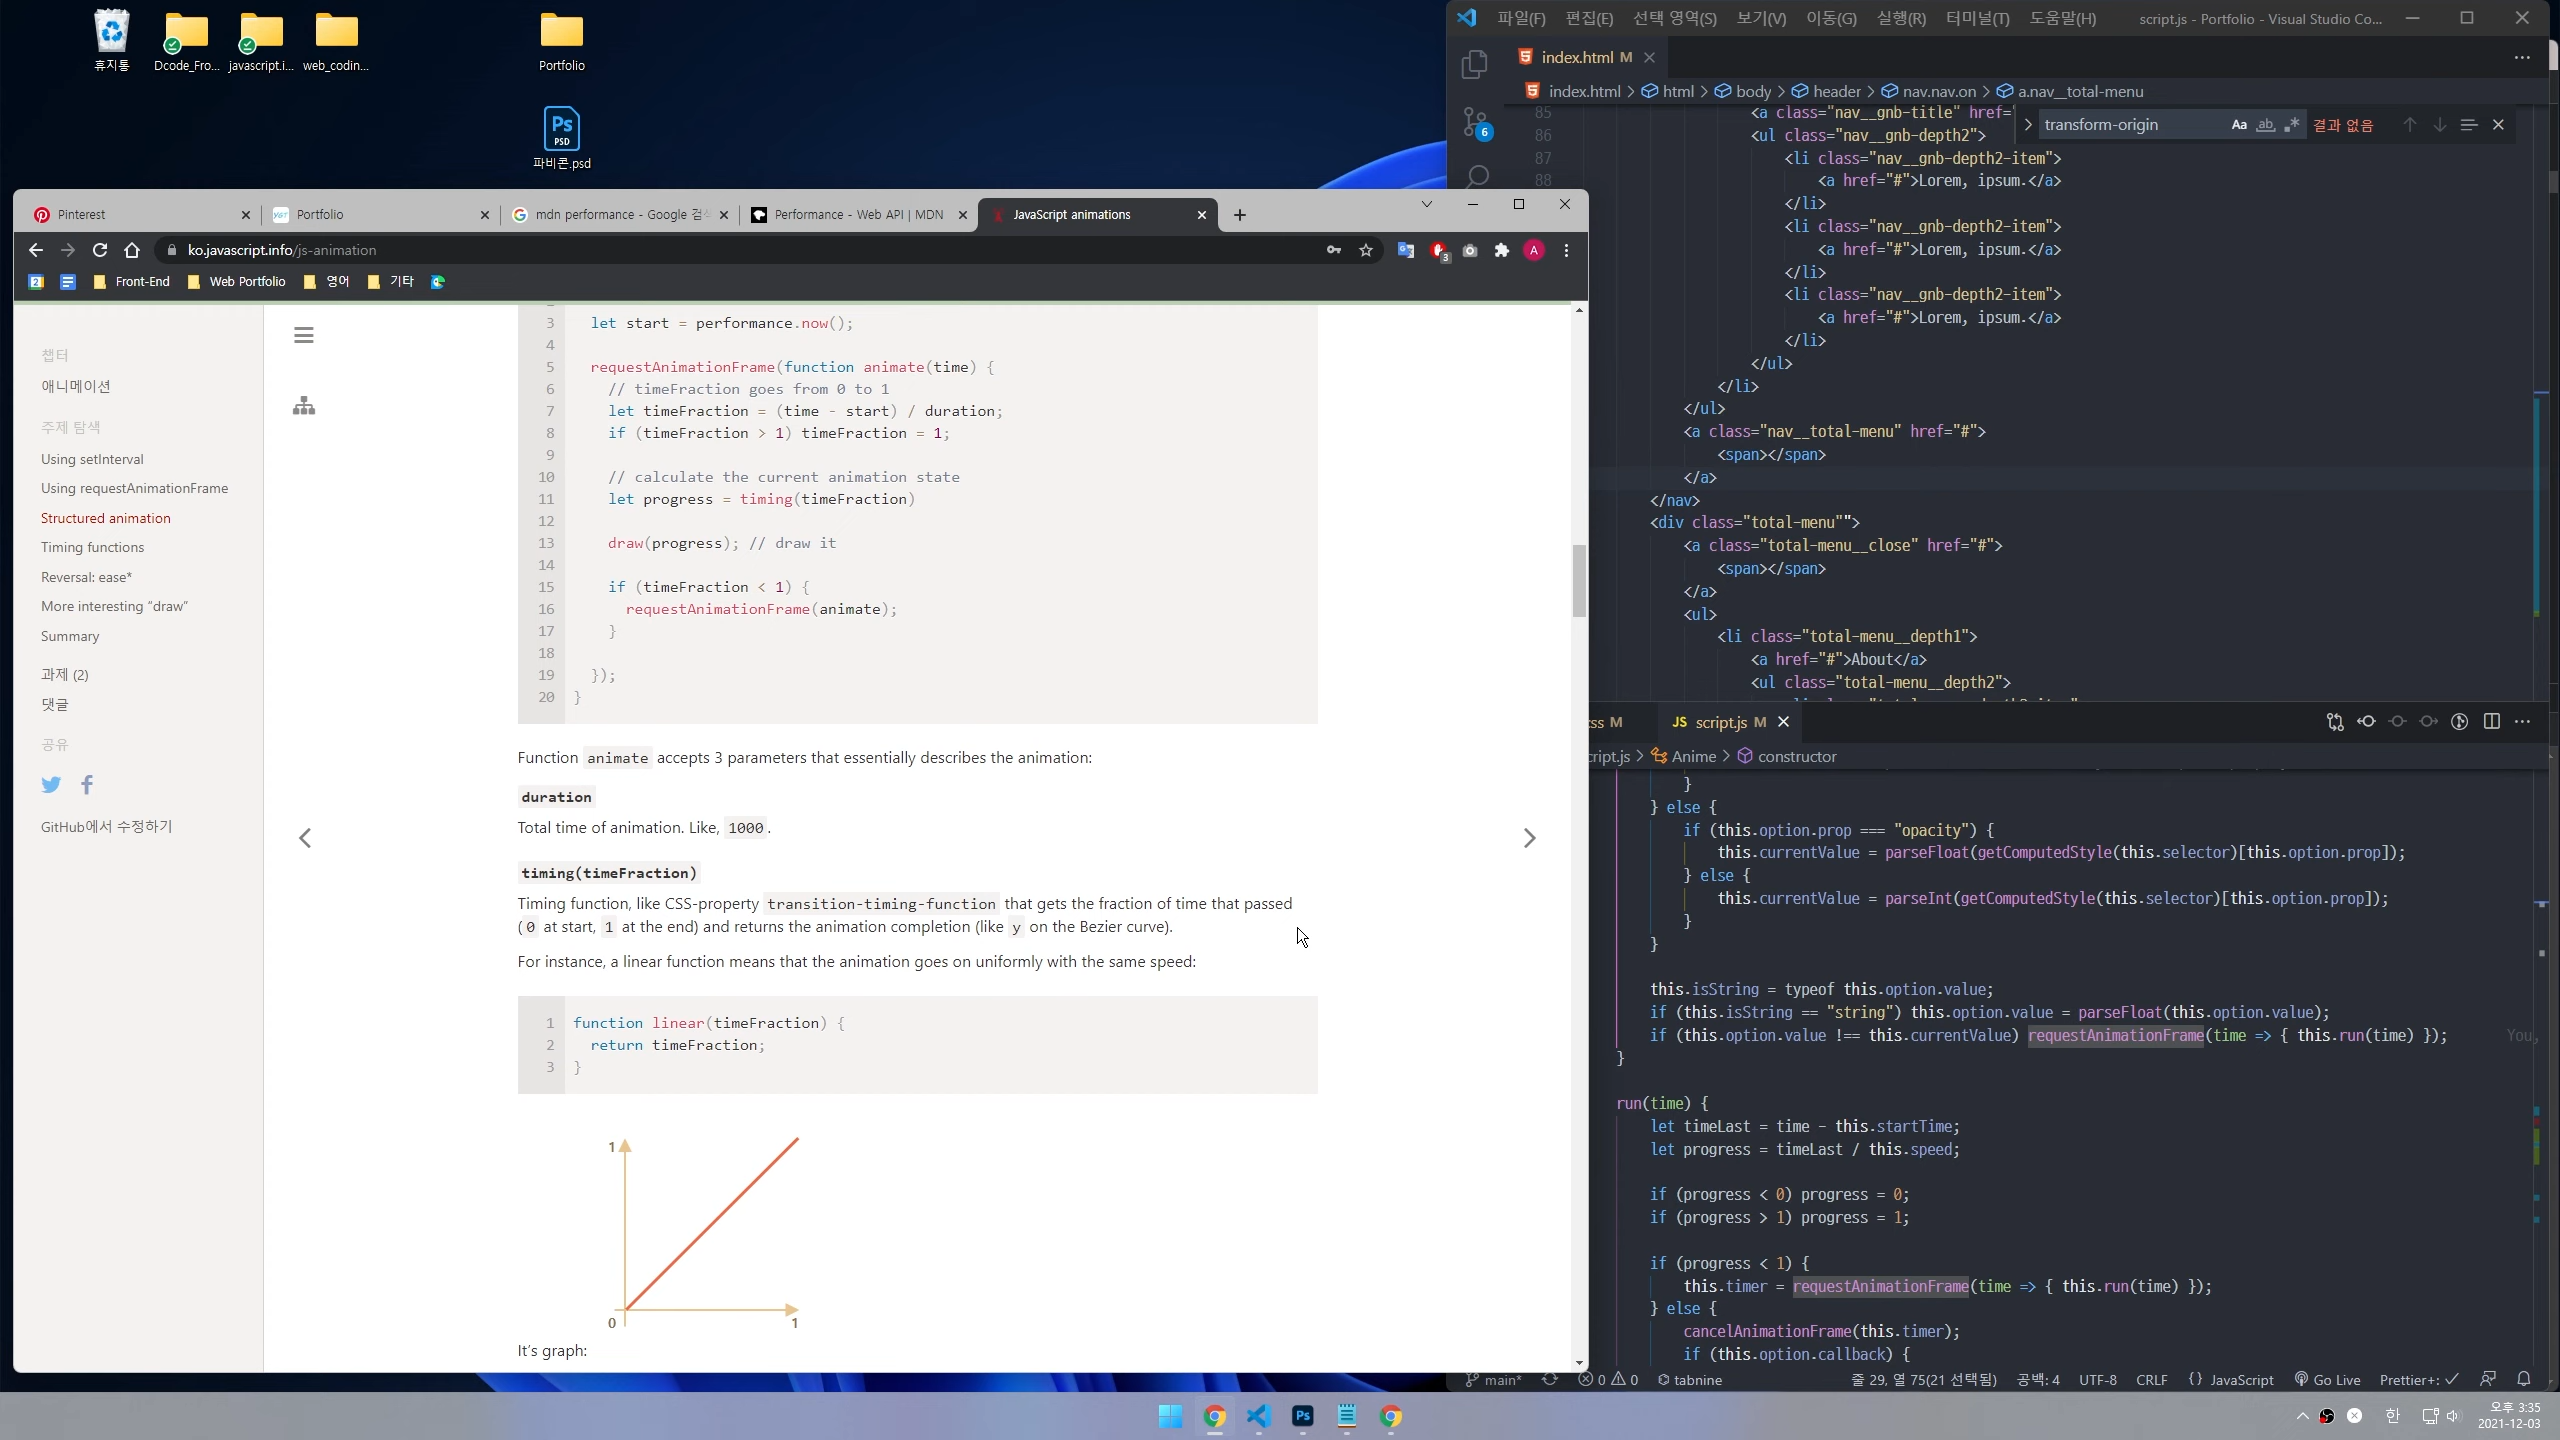 휴지통
Dcode_Fro...
javascript.i...
web_codin...
Portfolio
Ps
PSD
파비콘.psd
Pinterest
Portfolio
mdn performance - Google 검색
Performance - Web API | MDN
JavaScript animations
ko.javascript.info/js-animation
3
A
Front-End
Web Portfolio
영어
기타
챕터
애니메이션
주제 탐색
Using setInterval
Using requestAnimationFrame
Structured animation
Timing functions
Reversal: ease*
More interesting “draw”
Summary
과제 (2)
댓글
공유
GitHub에서 수정하기
3 let start = performance.now();
4
5 requestAnimationFrame(function animate(time) {
6 // timeFraction goes from 0 to 1
7 let timeFraction = (time - start) / duration;
8 if (timeFraction > 1) timeFraction = 1;
9
10 // calculate the current animation state
11 let progress = timing(timeFraction)
12
13 draw(progress); // draw it
14
15 if (timeFraction < 1) {
16 requestAnimationFrame(animate);
17 }
18
19 });
20 }
Function animate accepts 3 parameters that essentially describes the animation:
duration
Total time of animation. Like, 1000.
timing(timeFraction)
Timing function, like CSS-property transition-timing-function that gets the fraction of time that passed
(0 at start, 1 at the end) and returns the animation completion (like y on the Bezier curve).
For instance, a linear function means that the animation goes on uniformly with the same speed:
1 function linear(timeFraction) {
2 return timeFraction;
3 }
1
0
1
It’s graph:
파일(F) 편집(E) 선택 영역(S) 보기(V) 이동(G) 실행(R) 터미널(T) 도움말(H) script.js - Portfolio - Visual Studio Co...
index.html M
index.html > html > body > header > nav.nav.on > a.nav__total-menu
6
transform-origin Aa ab 결과 없음
85 <a class="nav__gnb-title" href="
86 <ul class="nav__gnb-depth2">
87 <li class="nav__gnb-depth2-item">
88 <a href="#">Lorem, ipsum.</a>
</li>
<li class="nav__gnb-depth2-item">
<a href="#">Lorem, ipsum.</a>
</li>
<li class="nav__gnb-depth2-item">
<a href="#">Lorem, ipsum.</a>
</li>
</ul>
</li>
</ul>
<a class="nav__total-menu" href="#">
<span></span>
</a>
</nav>
<div class="total-menu"">
<a class="total-menu__close" href="#">
<span></span>
</a>
<ul>
<li class="total-menu__depth1">
<a href="#">About</a>
<ul class="total-menu__depth2">
ss M
JS script.js M
cript.js > Anime > constructor
}
} else {
if (this.option.prop === "opacity") {
this.currentValue = parseFloat(getComputedStyle(this.selector)[this.option.prop]);
} else {
this.currentValue = parseInt(getComputedStyle(this.selector)[this.option.prop]);
}
}
this.isString = typeof this.option.value;
if (this.isString == "string") this.option.value = parseFloat(this.option.value);
if (this.option.value !== this.currentValue) requestAnimationFrame(time => { this.run(time) }); You,
}
run(time) {
let timeLast = time - this.startTime;
let progress = timeLast / this.speed;
if (progress < 0) progress = 0;
if (progress > 1) progress = 1;
if (progress < 1) {
this.timer = requestAnimationFrame(time => { this.run(time) });
} else {
cancelAnimationFrame(this.timer);
if (this.option.callback) {
main* 0 0 tabnine 줄 29, 열 75(21 선택됨) 공백: 4 UTF-8 CRLF {} JavaScript Go Live Prettier+: ✓
Ps
한
오후 3:35
2021-12-03